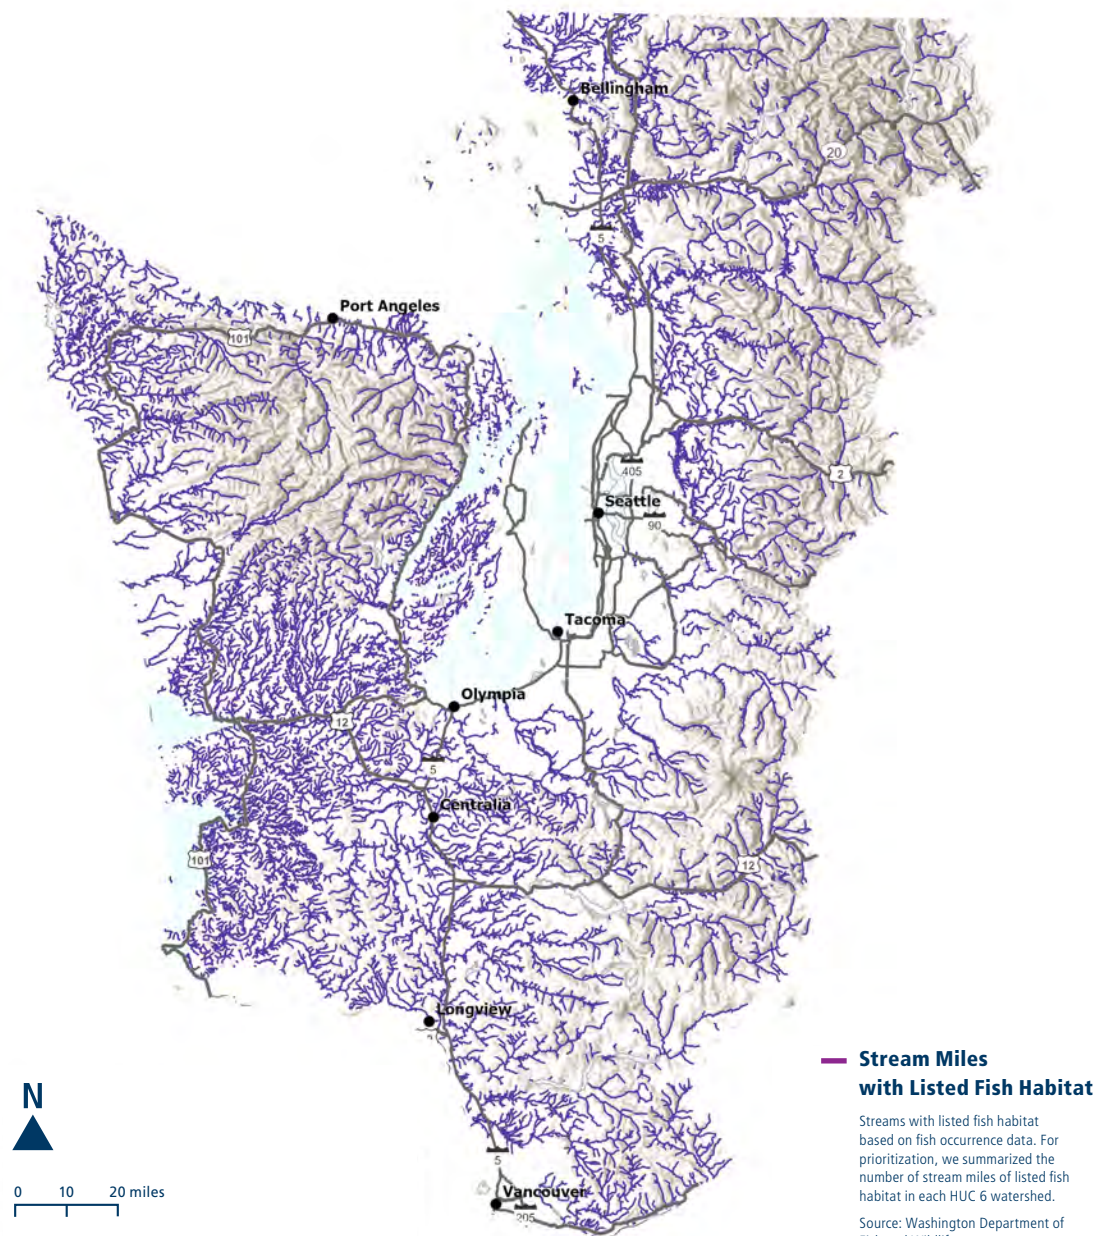 Bellingham
20
5
Port Angeles
101
2
405
Seattle
90
Tacoma
Olympia
12
5
Centralia
101
12
Longview
Stream Miles
with Listed Fish Habitat
N
Streams with listed fish habitat
based on fish occurrence data. For
prioritization, we summarized the
number of stream miles of listed fish
habitat in each HUC 6 watershed.
5
0 10 20 miles
Vancouver
205
Source: Washington Department of